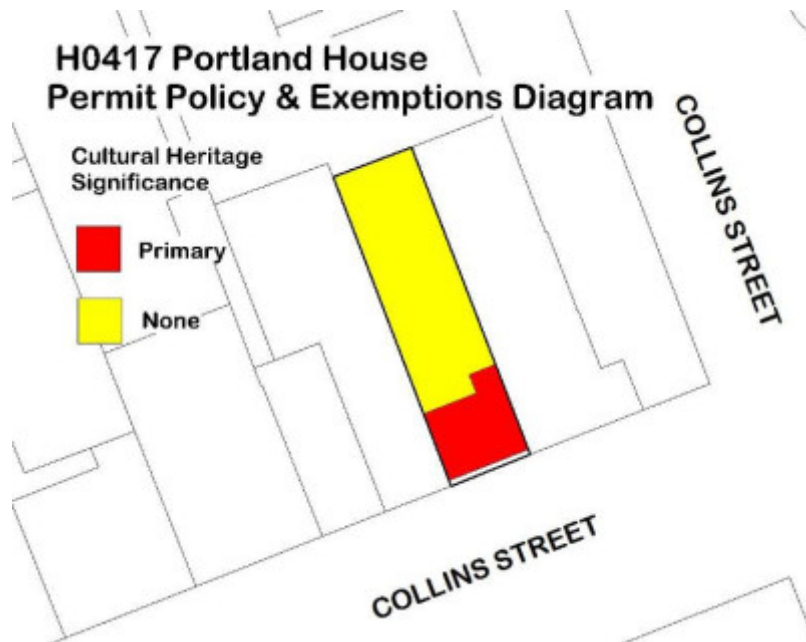 H0417 Portland House
Permit Policy & Exemptions Diagram
Cultural Heritage
Significance
Primary
None
COLLINS STREET
COLLINS STREET